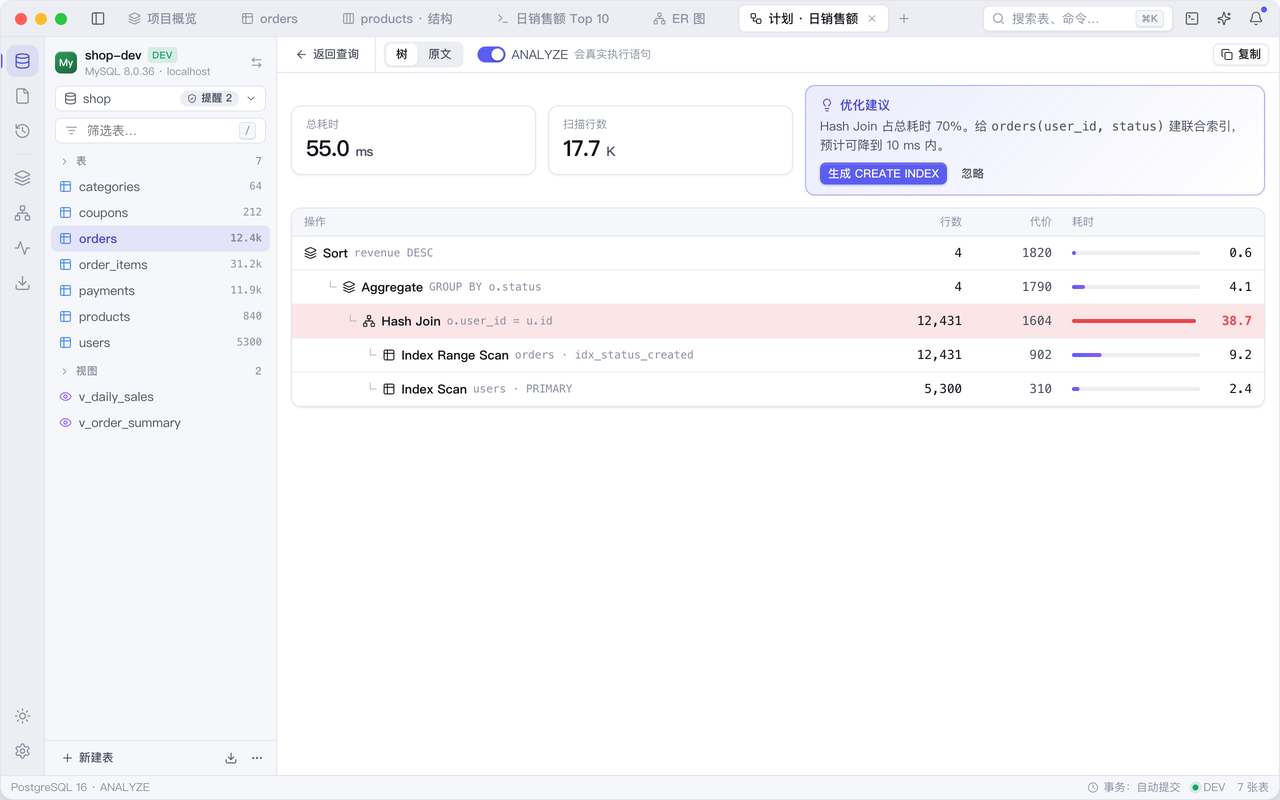 项目概览
orders
products · 结构
日销售额 Top 10
ER 图
计划 · 日销售额
搜索表、命令...
⌘K
My
shop-dev
DEV
MySQL 8.0.36 · localhost
shop
提醒 2
筛选表...
/
表 7
categories 64
coupons 212
orders 12.4k
order_items 31.2k
payments 11.9k
products 840
users 5300
视图 2
v_daily_sales
v_order_summary
新建表
返回查询
树
原文
ANALYZE 会真实执行语句
复制
总耗时
55.0 ms
扫描行数
17.7 K
优化建议
Hash Join 占总耗时 70%。给 orders(user_id, status) 建联合索引，
预计可降到 10 ms 内。
生成 CREATE INDEX
忽略
操作 行数 代价 耗时
Sort revenue DESC 4 1820 0.6
Aggregate GROUP BY o.status 4 1790 4.1
Hash Join o.user_id = u.id 12,431 1604 38.7
Index Range Scan orders · idx_status_created 12,431 902 9.2
Index Scan users · PRIMARY 5,300 310 2.4
PostgreSQL 16 · ANALYZE
事务: 自动提交
DEV
7 张表